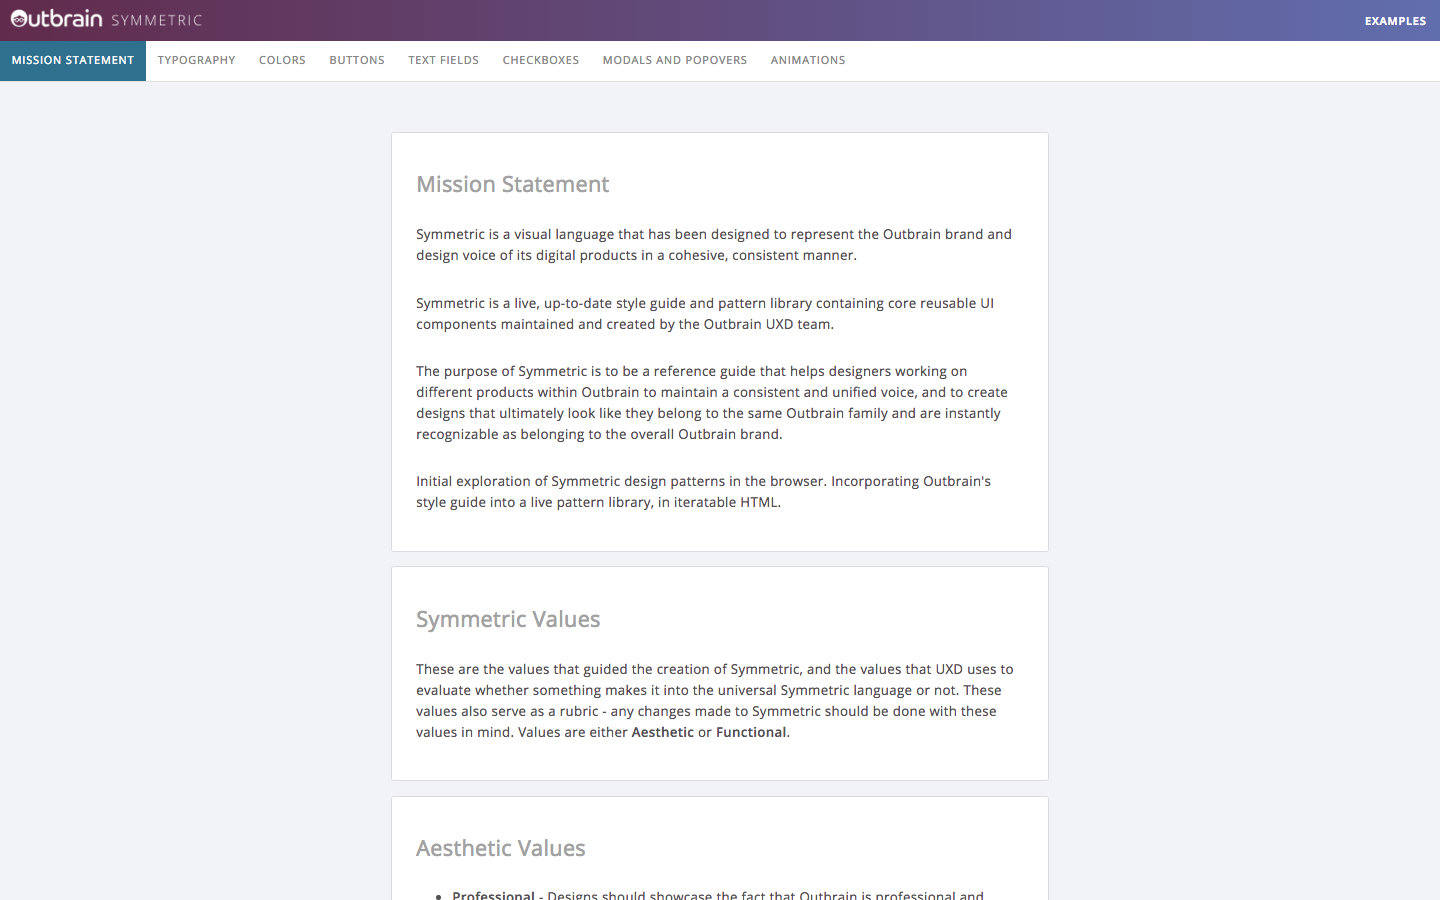 Outbrain SYMMETRIC
EXAMPLES
MISSION STATEMENT TYPOGRAPHY COLORS BUTTONS TEXT FIELDS CHECKBOXES MODALS AND POPOVERS ANIMATIONS
Mission Statement
Symmetric is a visual language that has been designed to represent the Outbrain brand and
design voice of its digital products in a cohesive, consistent manner.
Symmetric is a live, up-to-date style guide and pattern library containing core reusable UI
components maintained and created by the Outbrain UXD team.
The purpose of Symmetric is to be a reference guide that helps designers working on
different products within Outbrain to maintain a consistent and unified voice, and to create
designs that ultimately look like they belong to the same Outbrain family and are instantly
recognizable as belonging to the overall Outbrain brand.
Initial exploration of Symmetric design patterns in the browser. Incorporating Outbrain's
style guide into a live pattern library, in iteratable HTML.
Symmetric Values
These are the values that guided the creation of Symmetric, and the values that UXD uses to
evaluate whether something makes it into the universal Symmetric language or not. These
values also serve as a rubric - any changes made to Symmetric should be done with these
values in mind. Values are either Aesthetic or Functional.
Aesthetic Values
• Professional - Designs should showcase the fact that Outbrain is professional and